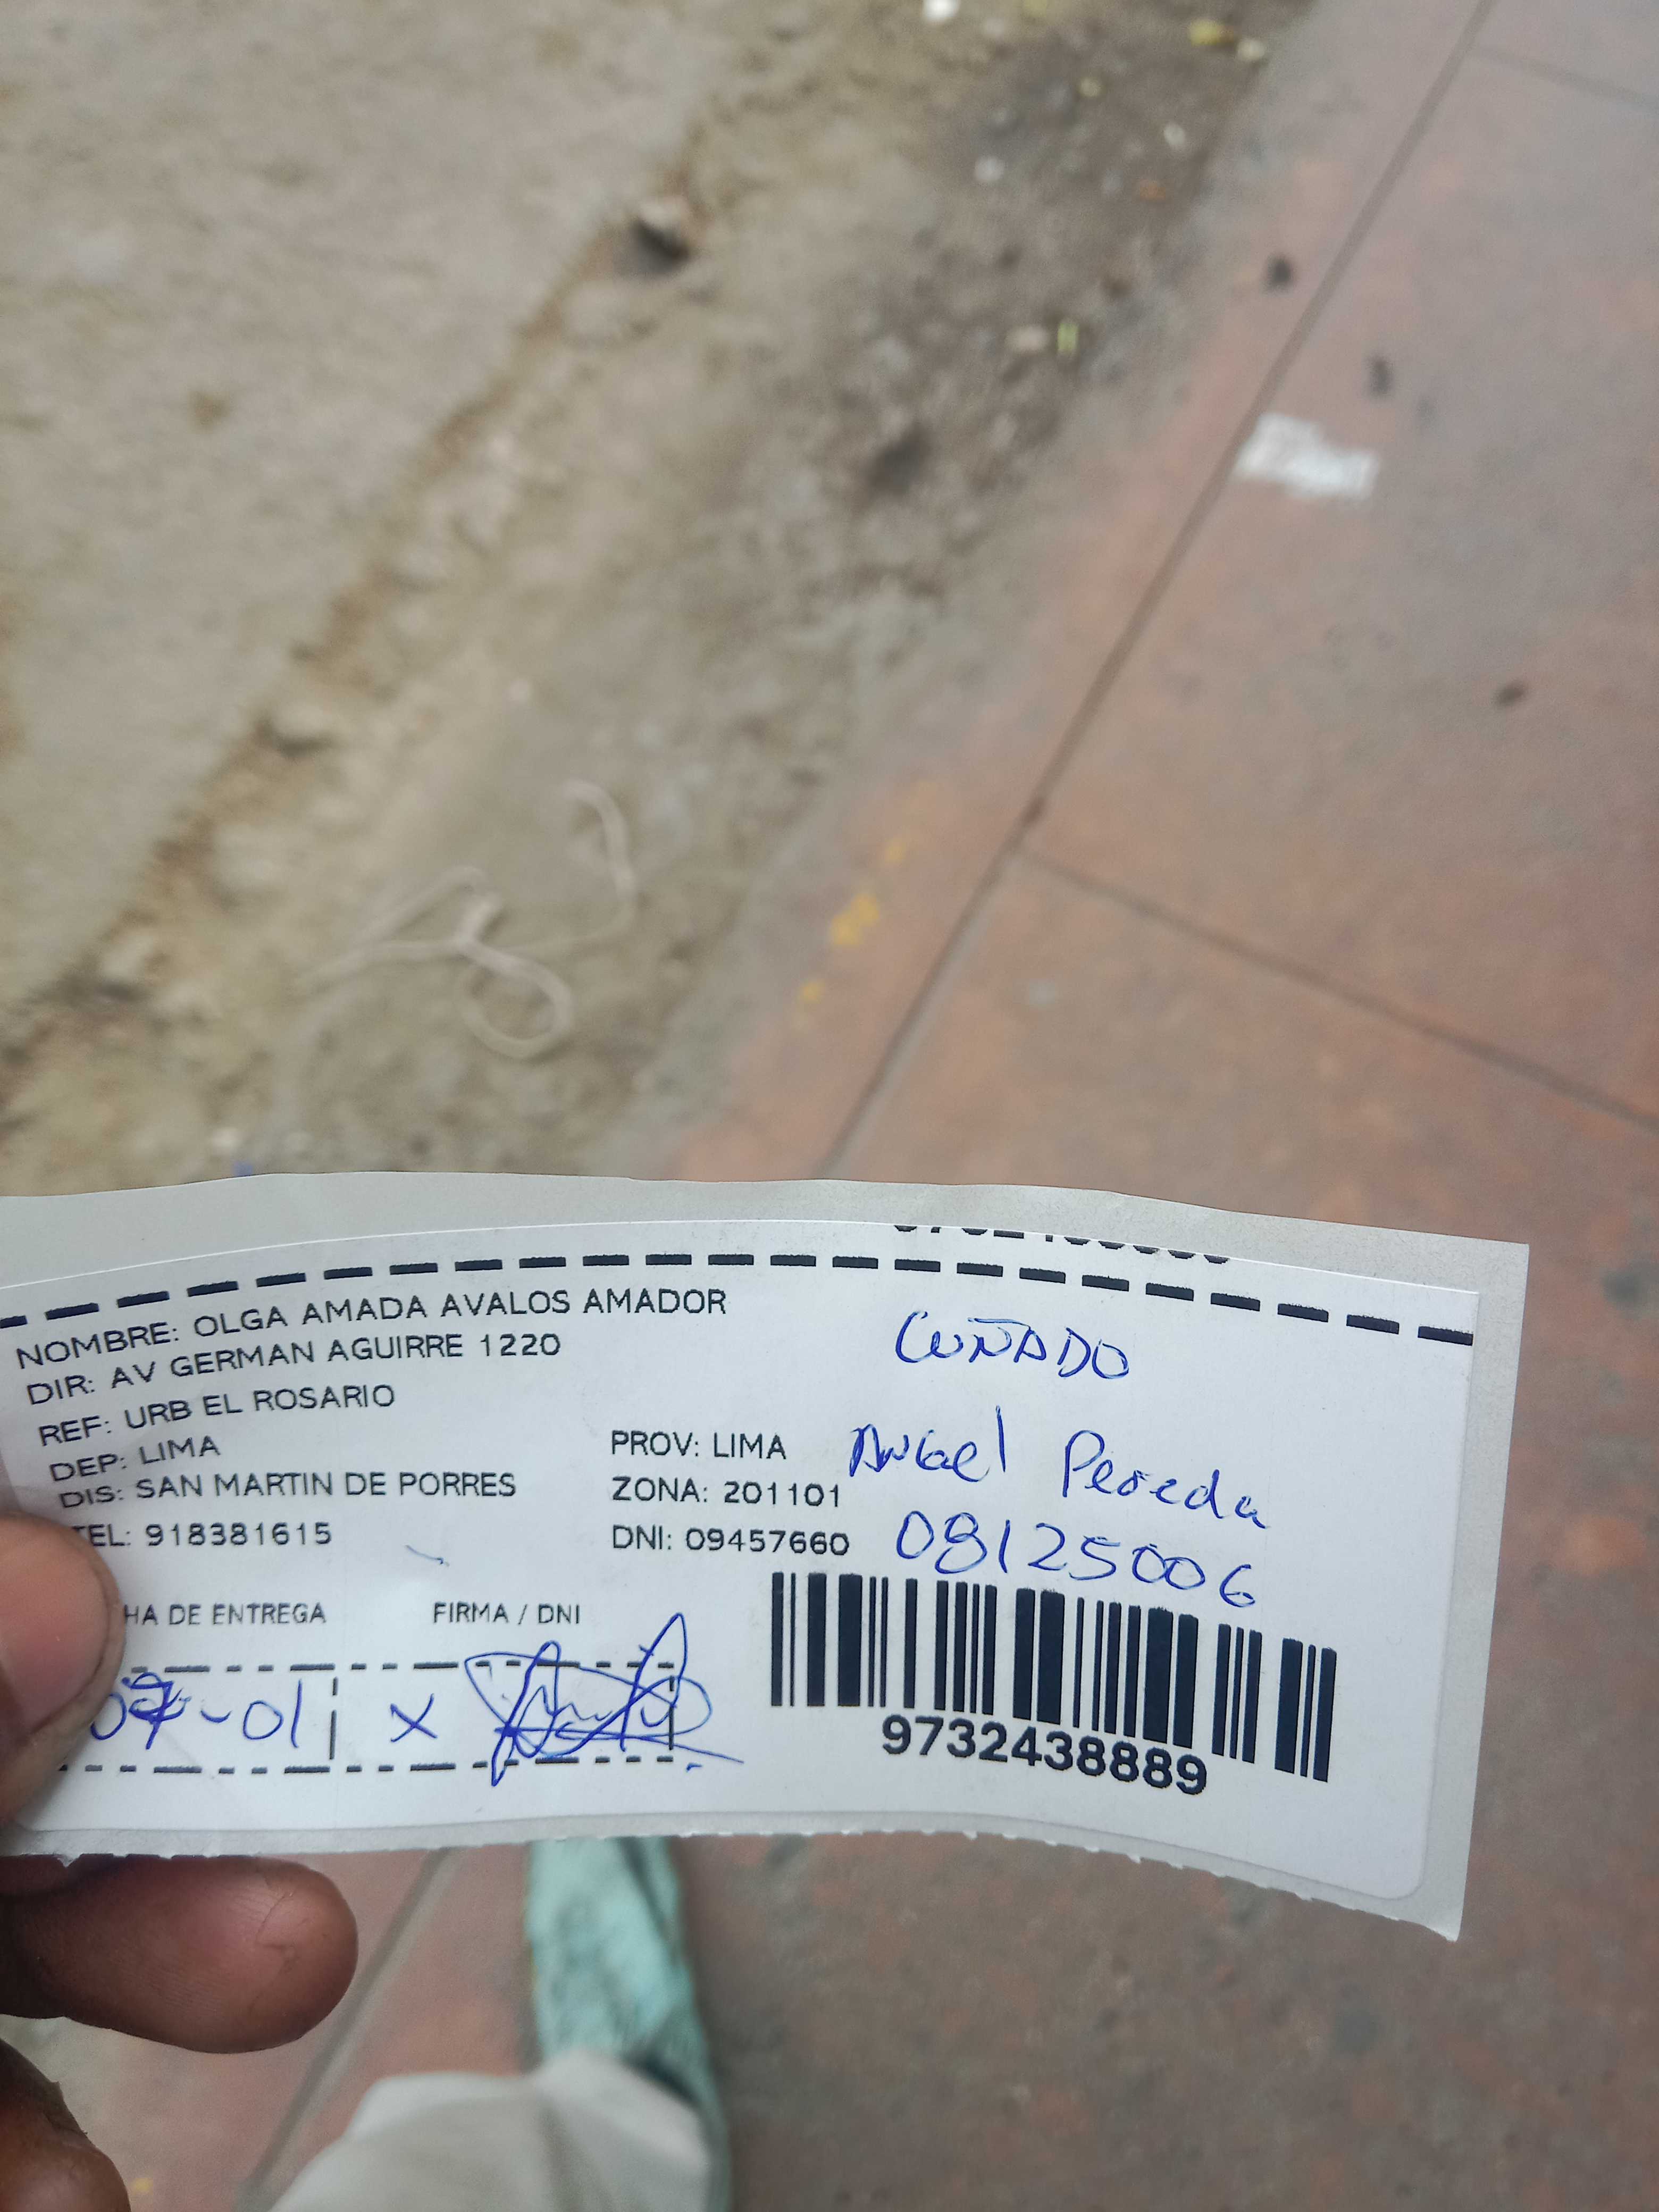 NOMBRE: OLGA AMADA AVALOS AMADOR
DIR: AV GERMAN AGUIRRE 1220
REF: URB EL ROSARIO
DEP: LIMA
PROV: LIMA
DIS: SAN MARTIN DE PORRES
ZONA: 201101
TEL: 918381615
DNI: 09457660
CUÑADO
Angel Pereda
08125006
HA DE ENTREGA
FIRMA / DNI
07-01
X
9732438889